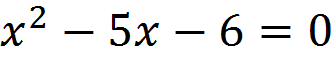 x² − 5x − 6 = 0